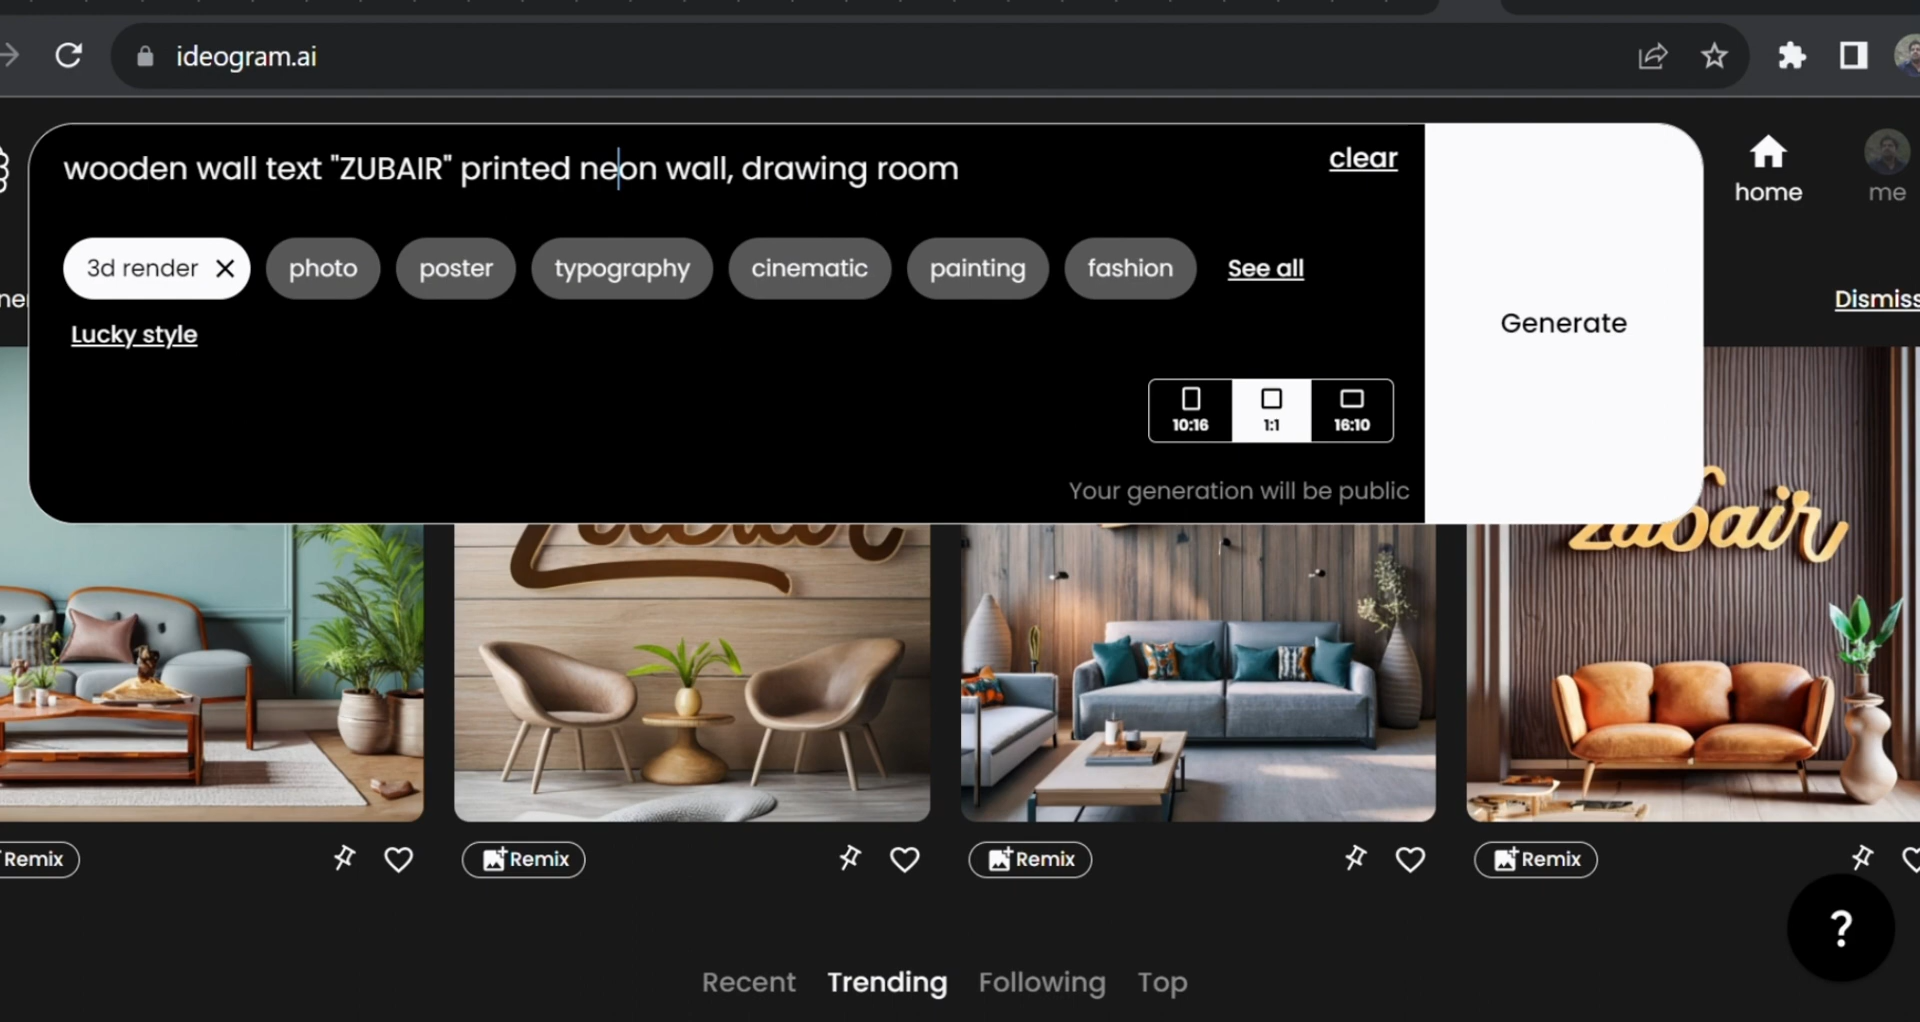 ideogram.ai
wooden wall text "ZUBAIR" printed neon wall, drawing room
clear
home
me
3d render
photo
poster
typography
cinematic
painting
fashion
See all
Lucky style
Generate
Dismiss
10:16
1:1
16:10
Your generation will be public
zubair
Remix
Remix
Remix
Remix
?
Recent
Trending
Following
Top